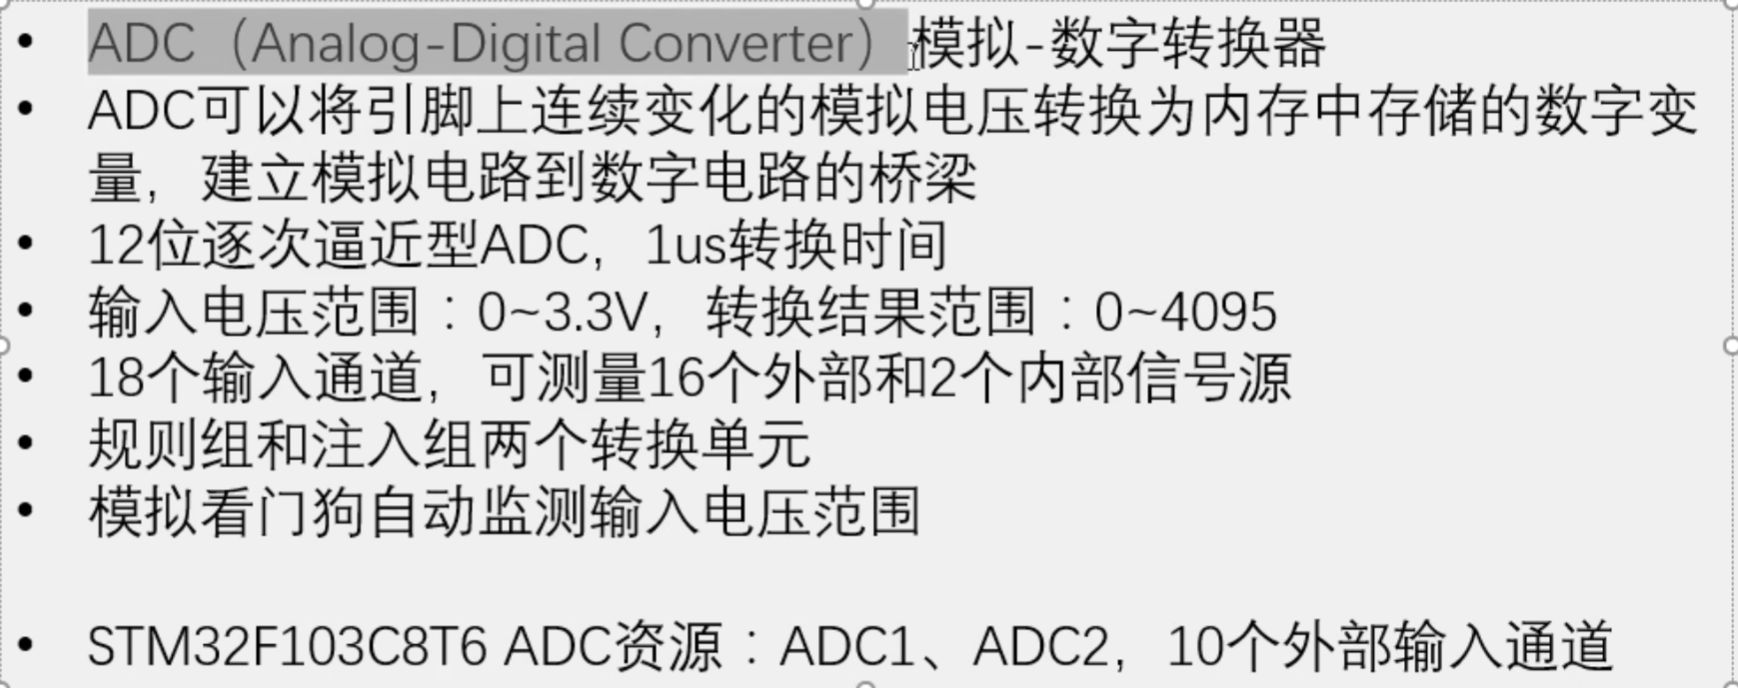 • ADC（Analog-Digital Converter）模拟-数字转换器
• ADC可以将引脚上连续变化的模拟电压转换为内存中存储的数字变
量，建立模拟电路到数字电路的桥梁
• 12位逐次逼近型ADC，1us转换时间
• 输入电压范围：0~3.3V，转换结果范围：0~4095
• 18个输入通道，可测量16个外部和2个内部信号源
• 规则组和注入组两个转换单元
• 模拟看门狗自动监测输入电压范围
• STM32F103C8T6 ADC资源：ADC1、ADC2，10个外部输入通道